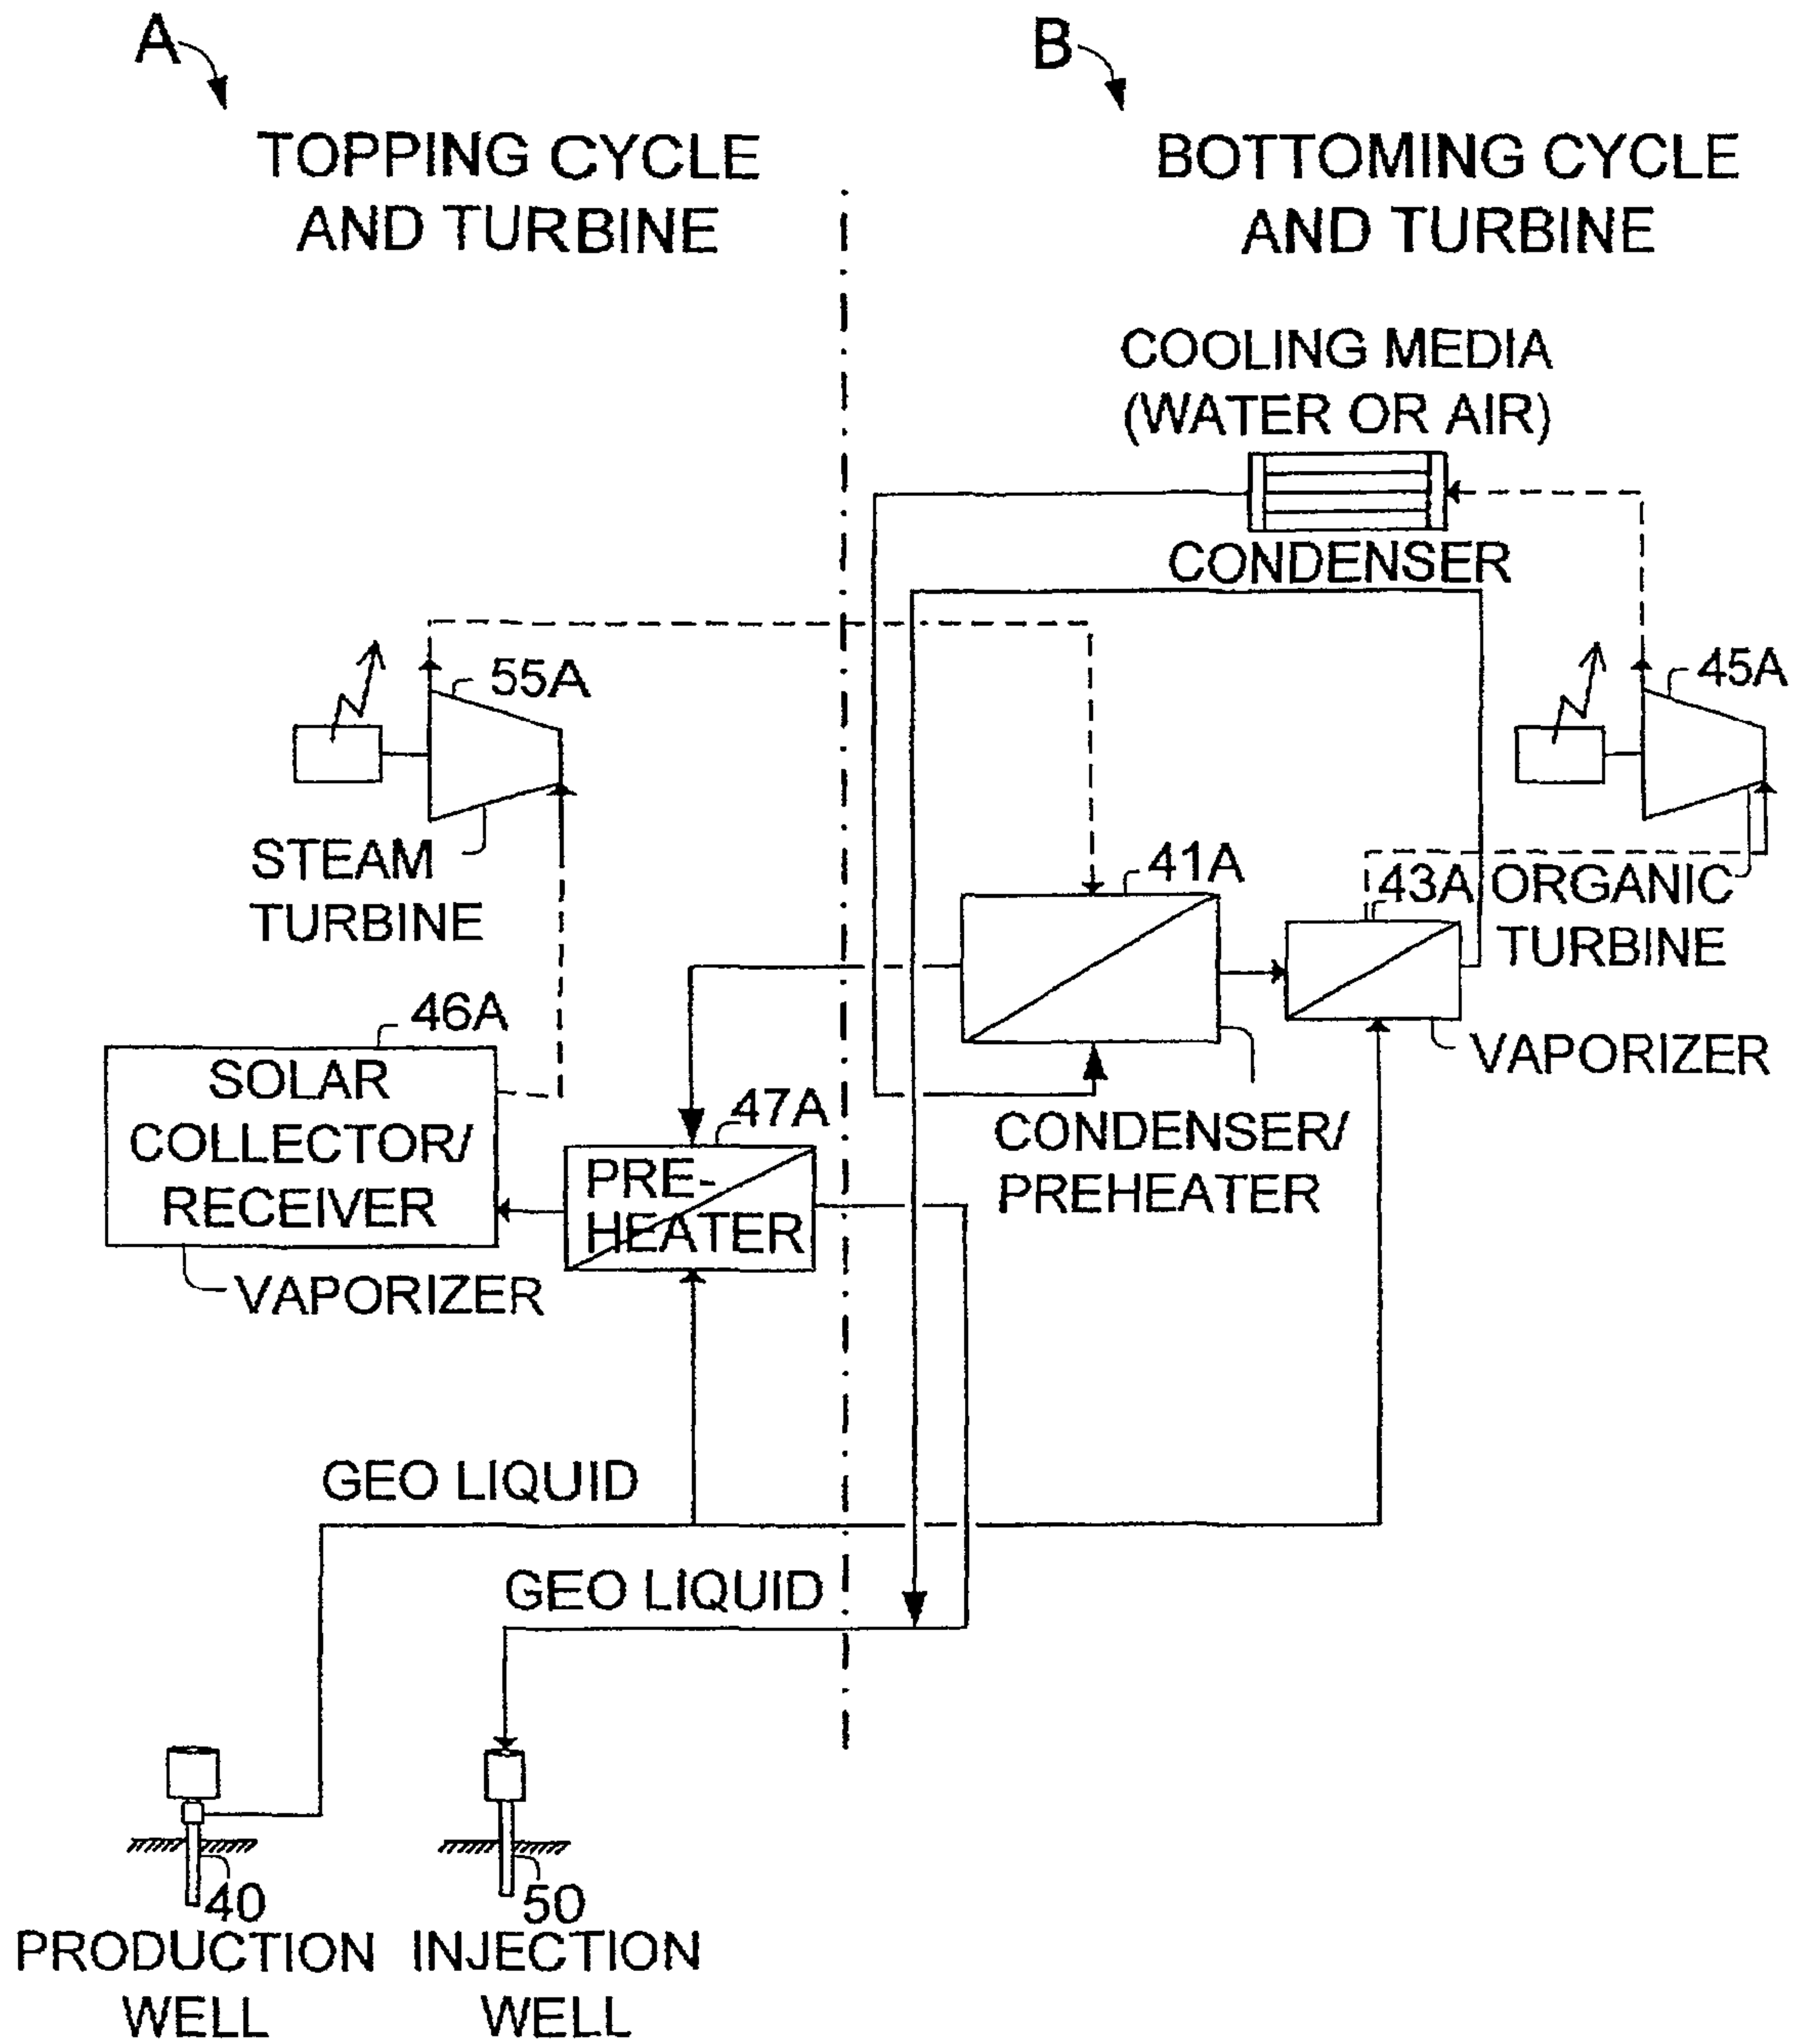 A
B
TOPPING CYCLE
AND TURBINE
BOTTOMING CYCLE
AND TURBINE
COOLING MEDIA
(WATER OR AIR)
CONDENSER
55A
45A
STEAM
TURBINE
41A
43A
ORGANIC
TURBINE
46A
SOLAR
COLLECTOR/
RECEIVER
VAPORIZER
47A
PRE-
HEATER
CONDENSER/
PREHEATER
VAPORIZER
GEO LIQUID
GEO LIQUID
40
PRODUCTION
WELL
50
INJECTION
WELL